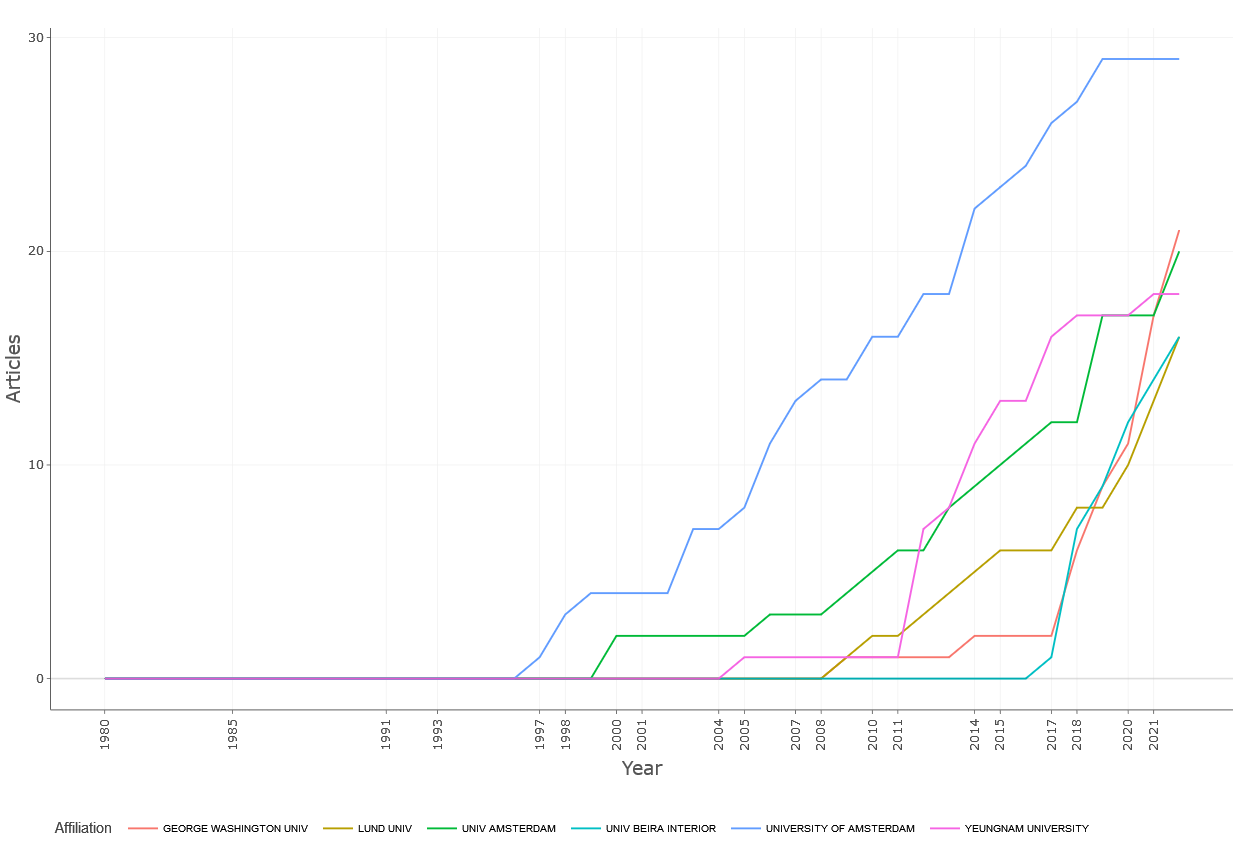 30
20
10
0
Articles
1980 1985 1991 1993 1997 1998 2000 2001 2004 2005 2007 2008 2010 2011 2014 2015 2017 2018 2020 2021
Year
Affiliation GEORGE WASHINGTON UNIV LUND UNIV UNIV AMSTERDAM UNIV BEIRA INTERIOR UNIVERSITY OF AMSTERDAM YEUNGNAM UNIVERSITY